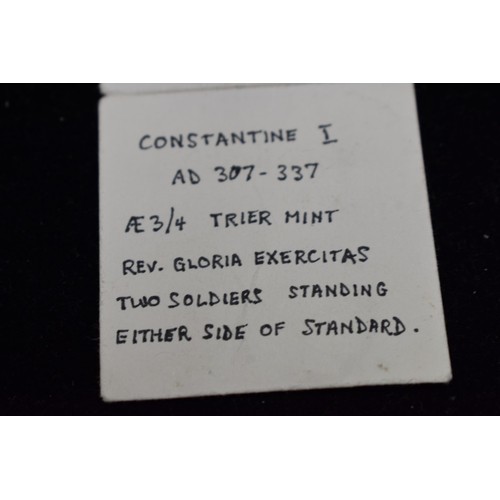 CONSTANTINE I
AD 307-337
Æ3/4 TRIER MINT
REV. GLORIA EXERCITAS
TWO SOLDIERS STANDING
EITHER SIDE OF STANDARD.